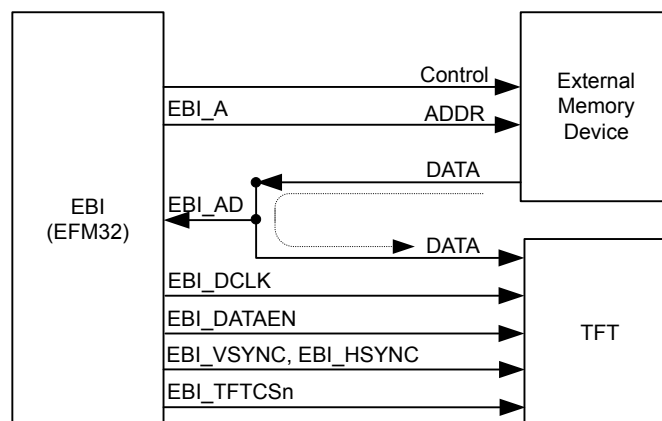 Control
External
Memory
Device
EBI_A
ADDR
DATA
EBI
(EFM32)
EBI_AD
DATA
EBI_DCLK
EBI_DATAEN
TFT
EBI_VSYNC, EBI_HSYNC
EBI_TFTCSn